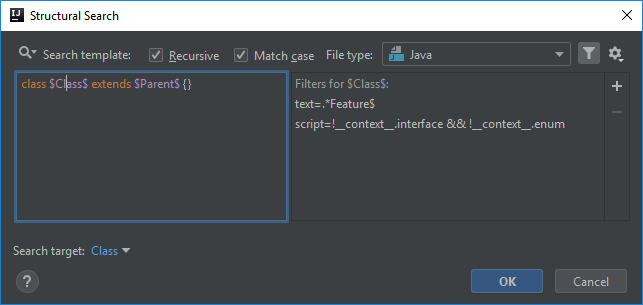 Structural Search
Search template: Recursive Match case File type: Java
class $Class$ extends $Parent$ {}
Filters for $Class$:
text=.*Feature$
script=!__context__.interface && !__context__.enum
Search target: Class
? OK Cancel